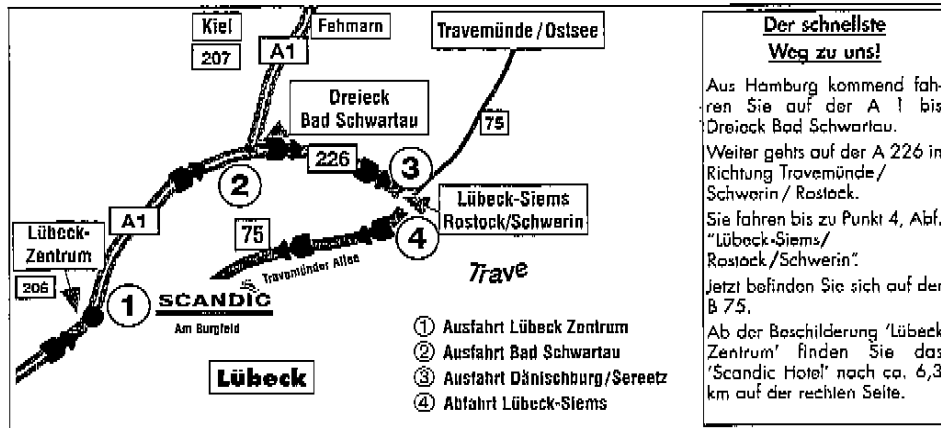 Kiel
207
Fehmarn
A1
Travemünde/Ostsee
Dreieck
Bad Schwartau
75
226
3
2
A1
Lübeck-Siems
Rostock/Schwerin
4
Lübeck-
Zentrum
206
75
Travemünder Allee
Trave
1
SCANDIC
Am Burgfeld
Lübeck
1 Ausfahrt Lübeck Zentrum
2 Ausfahrt Bad Schwartau
3 Ausfahrt Dänischburg/Sereetz
4 Abfahrt Lübeck-Siems
Der schnellste
Weg zu uns!
Aus Hamburg kommend fah-
ren Sie auf der A 1 bis
Dreieck Bad Schwartau.
Weiter gehts auf der A 226 in
Richtung Travemünde/
Schwerin/Rostock.
Sie fahren bis zu Punkt 4, Abf.
"Lübeck-Siems/
Rostock/Schwerin".
Jetzt befinden Sie sich auf der
B 75.
Ab der Beschilderung 'Lübeck
Zentrum' finden Sie das
'Scandic Hotel' nach ca. 6,3
km auf der rechten Seite.